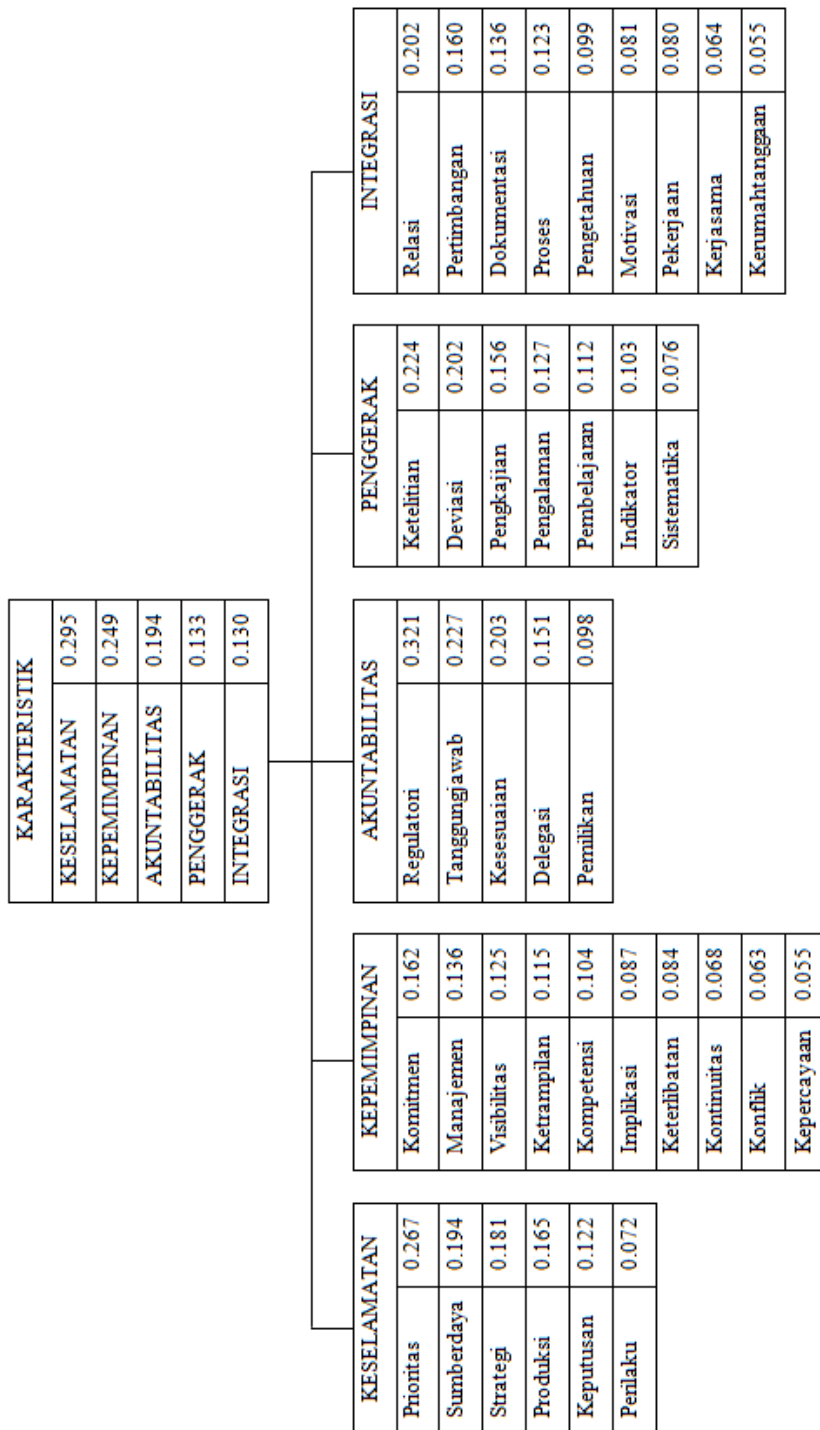 KARAKTERISTIK
KESELAMATAN 0.295
KEPEMIMPINAN 0.249
AKUNTABILITAS 0.194
PENGGERAK 0.133
INTEGRASI 0.130
KESELAMATAN
Prioritas 0.267
Sumberdaya 0.194
Strategi 0.181
Produksi 0.165
Keputusan 0.122
Perilaku 0.072
KEPEMIMPINAN
Komitmen 0.162
Manajemen 0.136
Visibilitas 0.125
Ketrampilan 0.115
Kompetensi 0.104
Implikasi 0.087
Keterlibatan 0.084
Kontinuitas 0.068
Konflik 0.063
Kepercayaan 0.055
AKUNTABILITAS
Regulatori 0.321
Tanggungjawab 0.227
Kesesuaian 0.203
Delegasi 0.151
Pemilikan 0.098
PENGGERAK
Ketelitian 0.224
Deviasi 0.202
Pengkajian 0.156
Pengalaman 0.127
Pembelajaran 0.112
Indikator 0.103
Sistematika 0.076
INTEGRASI
Relasi 0.202
Pertimbangan 0.160
Dokumentasi 0.136
Proses 0.123
Pengetahuan 0.099
Motivasi 0.081
Pekerjaan 0.080
Kerjasama 0.064
Kerumahtanggaan 0.055